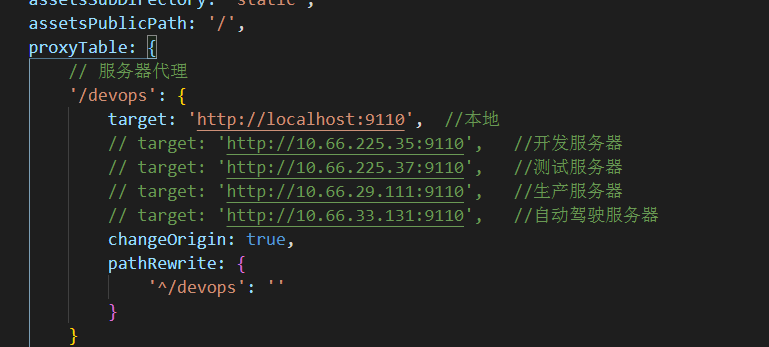 assetsSubDirectory: 'static',
assetsPublicPath: '/',
proxyTable: {
// 服务器代理
'/devops': {
target: 'http://localhost:9110', //本地
// target: 'http://10.66.225.35:9110', //开发服务器
// target: 'http://10.66.225.37:9110', //测试服务器
// target: 'http://10.66.29.111:9110', //生产服务器
// target: 'http://10.66.33.131:9110', //自动驾驶服务器
changeOrigin: true,
pathRewrite: {
'^/devops': ''
}
}